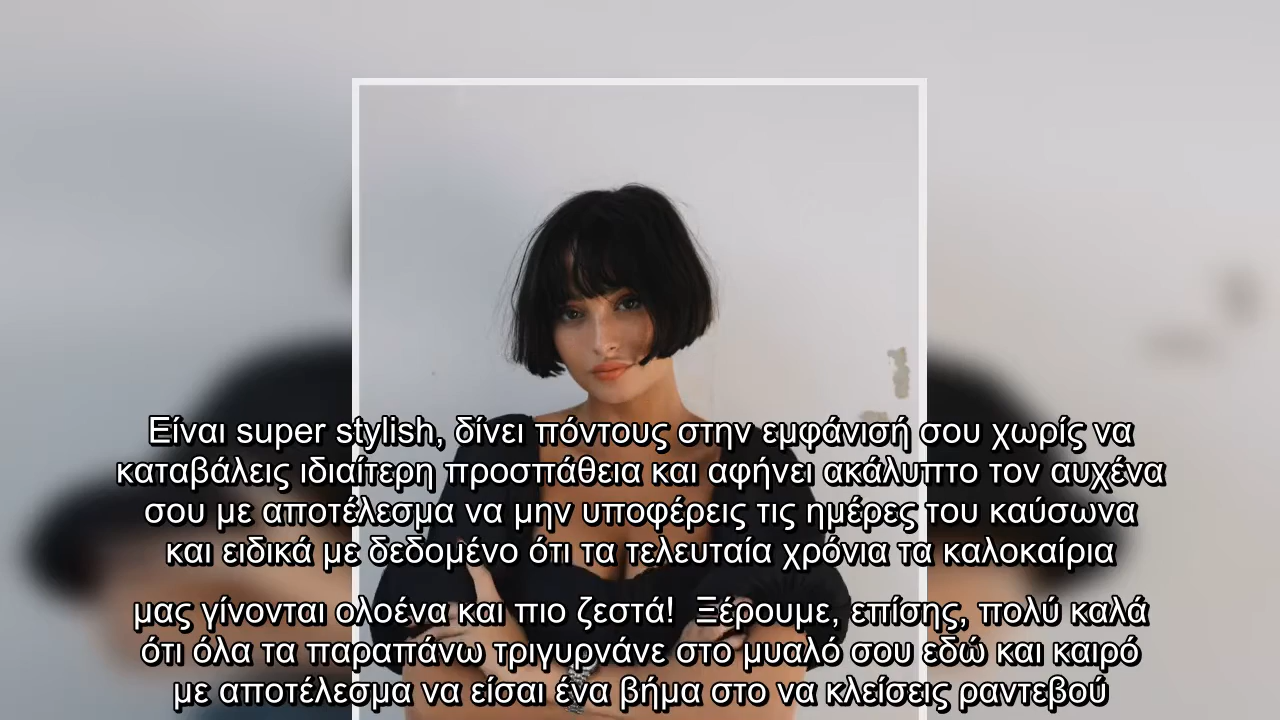 Είναι super stylish, δίνει πόντους στην εμφάνισή σου χωρίς να
καταβάλεις ιδιαίτερη προσπάθεια και αφήνει ακάλυπτο τον αυχένα
σου με αποτέλεσμα να μην υποφέρεις τις ημέρες του καύσωνα
και ειδικά με δεδομένο ότι τα τελευταία χρόνια τα καλοκαίρια
μας γίνονται ολοένα και πιο ζεστά!  Ξέρουμε, επίσης, πολύ καλά
ότι όλα τα παραπάνω τριγυρνάνε στο μυαλό σου εδώ και καιρό
με αποτέλεσμα να είσαι ένα βήμα στο να κλείσεις ραντεβού